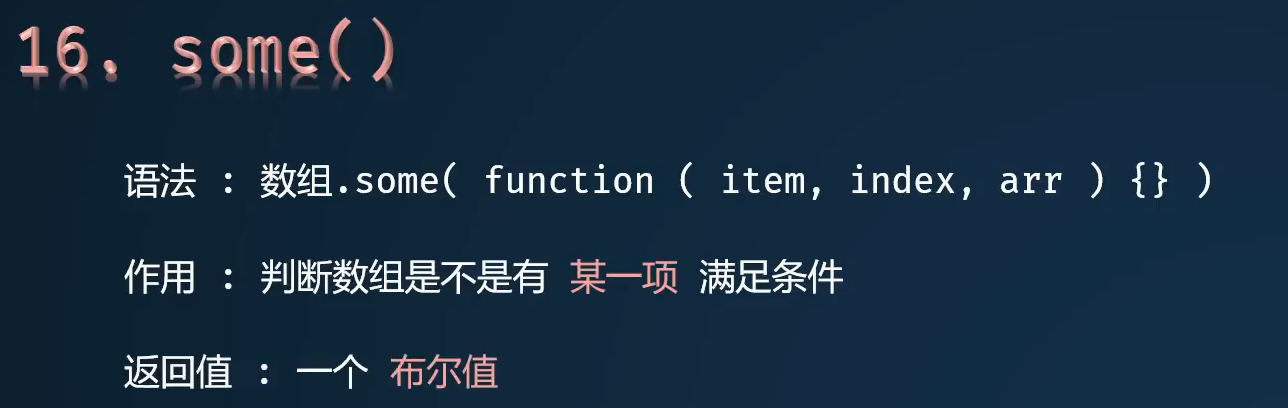 16. some()
语法 : 数组.some( function ( item, index, arr ) {} )
作用 : 判断数组是不是有 某一项 满足条件
返回值 : 一个 布尔值